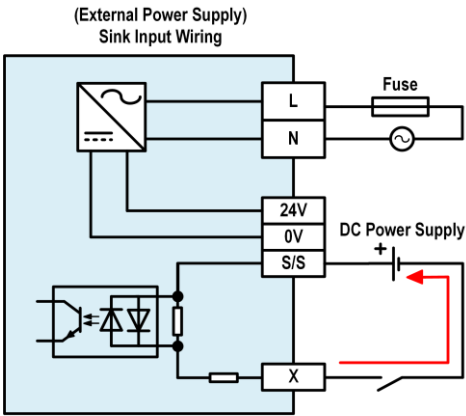 (External Power Supply)
Sink Input Wiring
L
Fuse
N
24V
0V
DC Power Supply
+
S/S
X